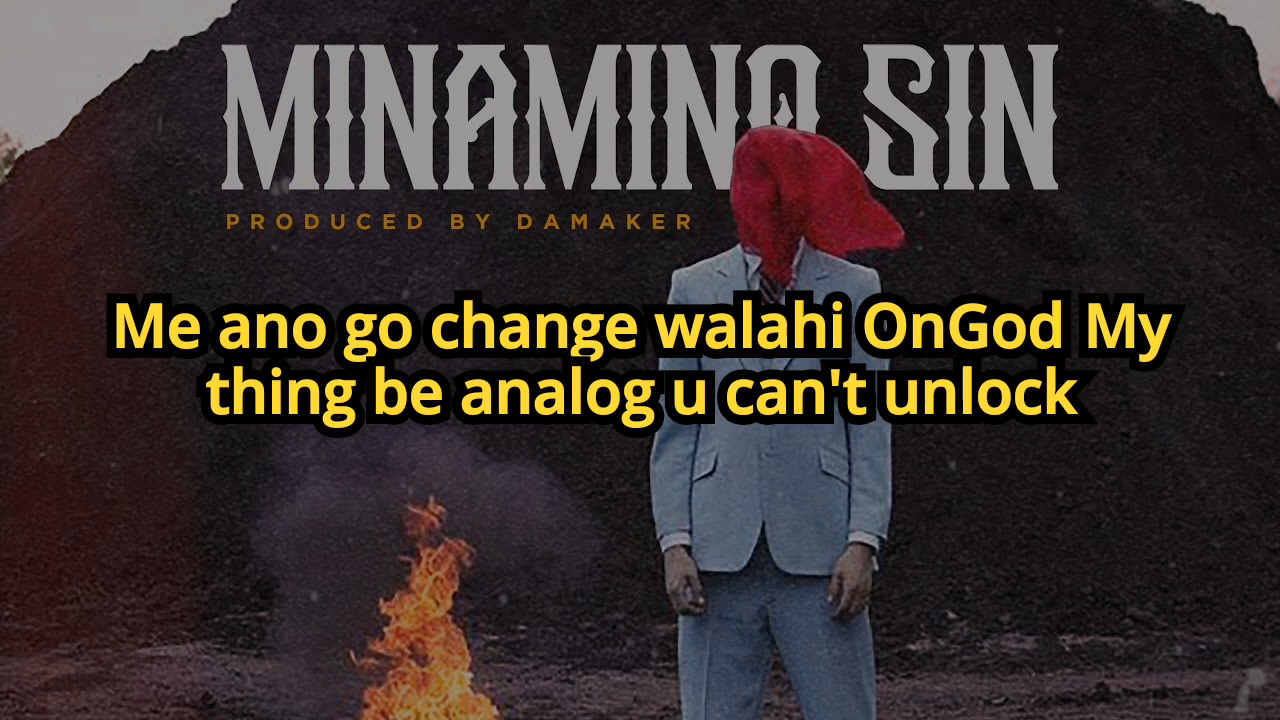 MINAMINO SIN
PRODUCED BY DAMAKER
Me ano go change walahi OnGod My
thing be analog u can't unlock